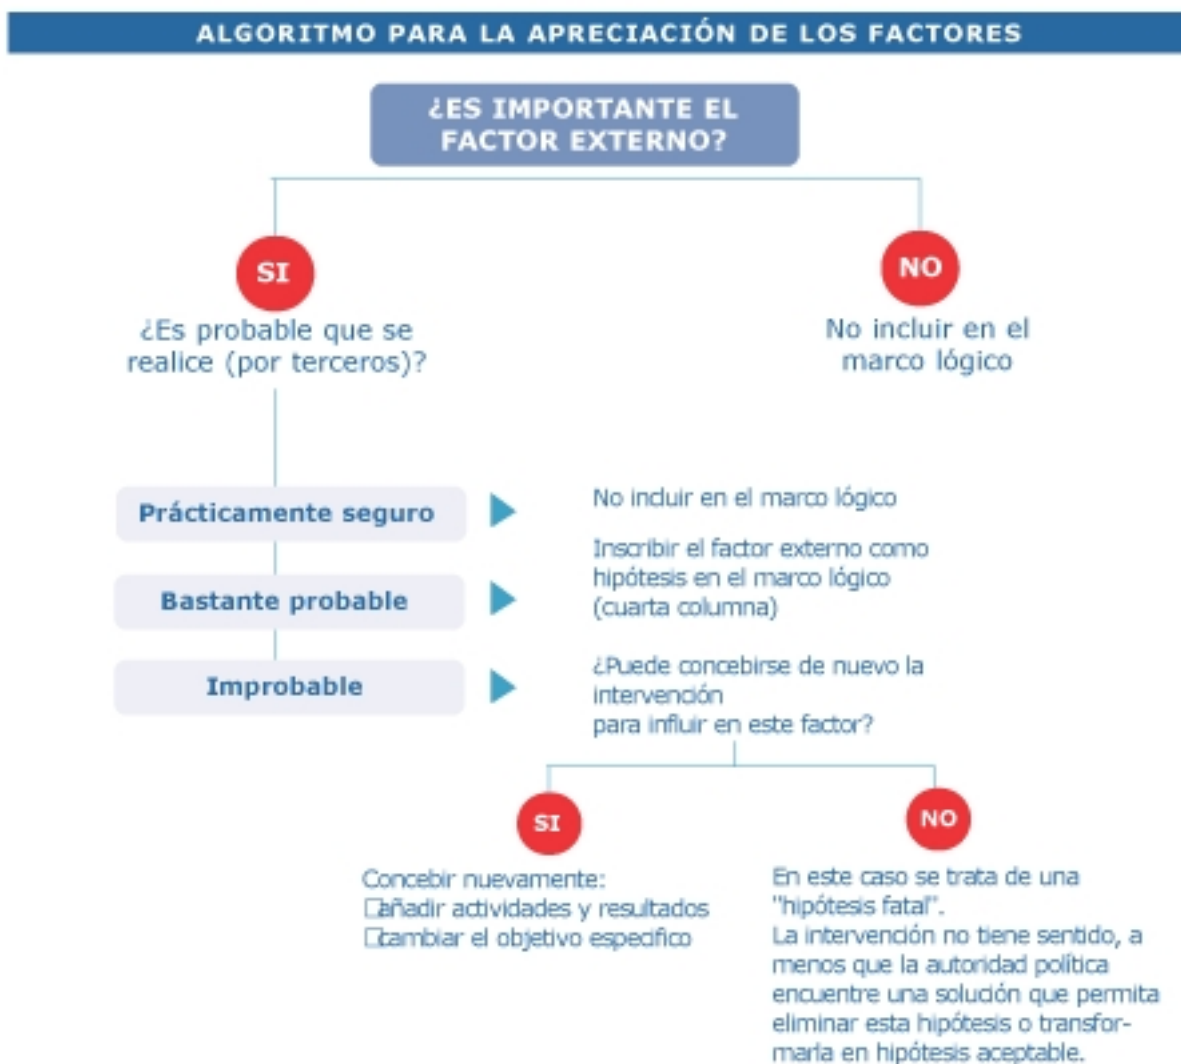 ALGORITMO PARA LA APRECIACIÓN DE LOS FACTORES
¿ES IMPORTANTE EL
FACTOR EXTERNO?
SI
NO
¿Es probable que se
realice (por terceros)?
No incluir en el
marco lógico
Prácticamente seguro
No incluir en el marco lógico
Bastante probable
Inscribir el factor externo como
hipótesis en el marco lógico
(cuarta columna)
Improbable
¿Puede concebirse de nuevo la
intervención
para influir en este factor?
SI
NO
Concebir nuevamente:
□añadir actividades y resultados
□cambiar el objetivo especifico
En este caso se trata de una
"hipótesis fatal".
La intervención no tiene sentido, a
menos que la autoridad política
encuentre una solución que permita
eliminar esta hipótesis o transfor-
marla en hipótesis aceptable.